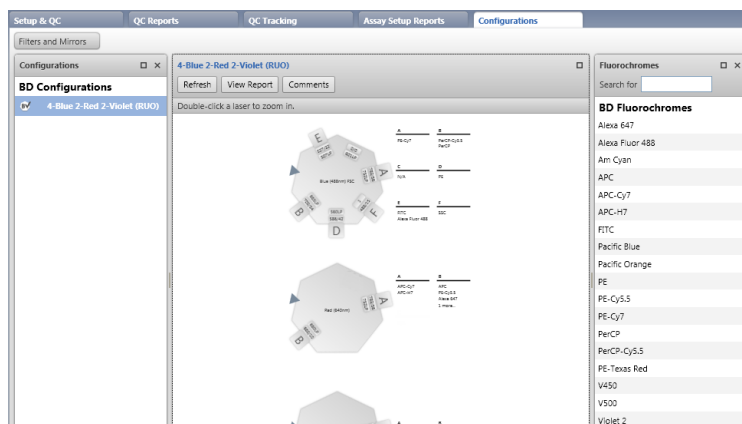 Setup & QC
QC Reports
QC Tracking
Assay Setup Reports
Configurations
Filters and Mirrors
Configurations
BD Configurations
4-Blue 2-Red 2-Violet (RUO)
4-Blue 2-Red 2-Violet (RUO)
Refresh
View Report
Comments
Double-click a laser to zoom in.
E
A
B
D
F
Blue (488nm) FSC
A
PE-Cy7
B
PerCP-Cy5.5
PerCP
C
N/A
D
PE
E
FITC
Alexa Fluor 488
F
SSC
A
B
Red (640nm)
A
APC-Cy7
APC-H7
B
APC
PE-Cy5.5
Alexa 647
1 more...
Fluorochromes
Search for
BD Fluorochromes
Alexa 647
Alexa Fluor 488
Am Cyan
APC
APC-Cy7
APC-H7
FITC
Pacific Blue
Pacific Orange
PE
PE-Cy5.5
PE-Cy7
PerCP
PerCP-Cy5.5
PE-Texas Red
V450
V500
Violet 2